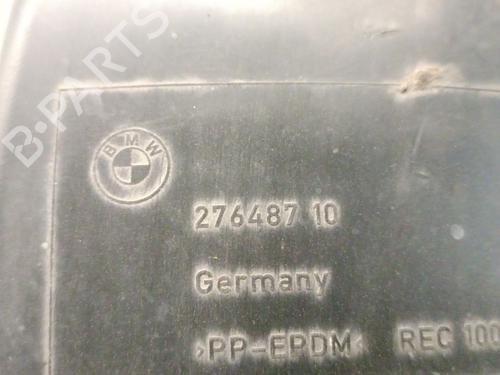 B-PARTS
BMW
276487 10
Germany
>PP-EPDM< REC 100